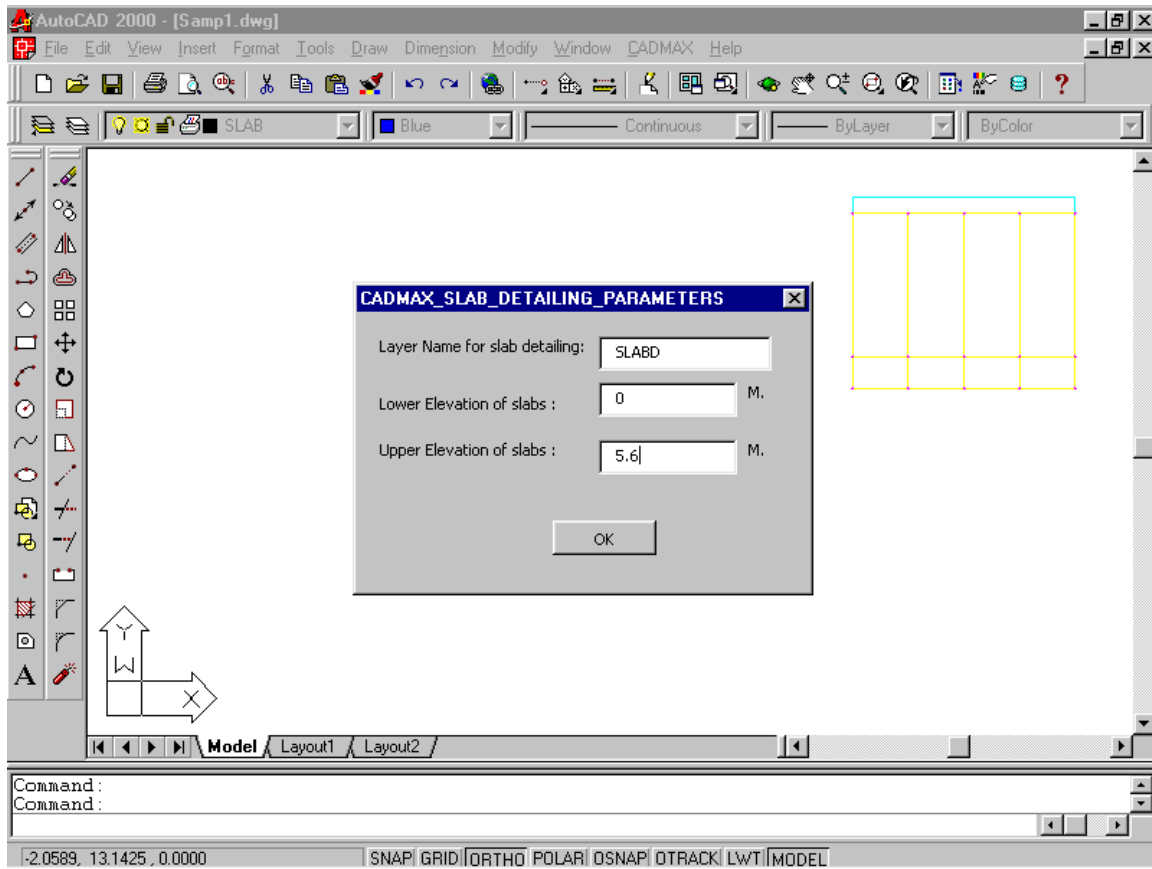 AutoCAD 2000 - [Samp1.dwg]
File Edit View Insert Format Tools Draw Dimension Modify Window CADMAX Help
SLAB Blue Continuous ByLayer ByColor
CADMAX_SLAB_DETAILING_PARAMETERS
Layer Name for slab detailing: SLABD
Lower Elevation of slabs : 0 M.
Upper Elevation of slabs : 5.6 M.
OK
A
Y
W
X
Model Layout1 Layout2
Command:
Command:
-2.0589, 13.1425 , 0.0000 SNAP GRID ORTHO POLAR OSNAP OTRACK LWT MODEL